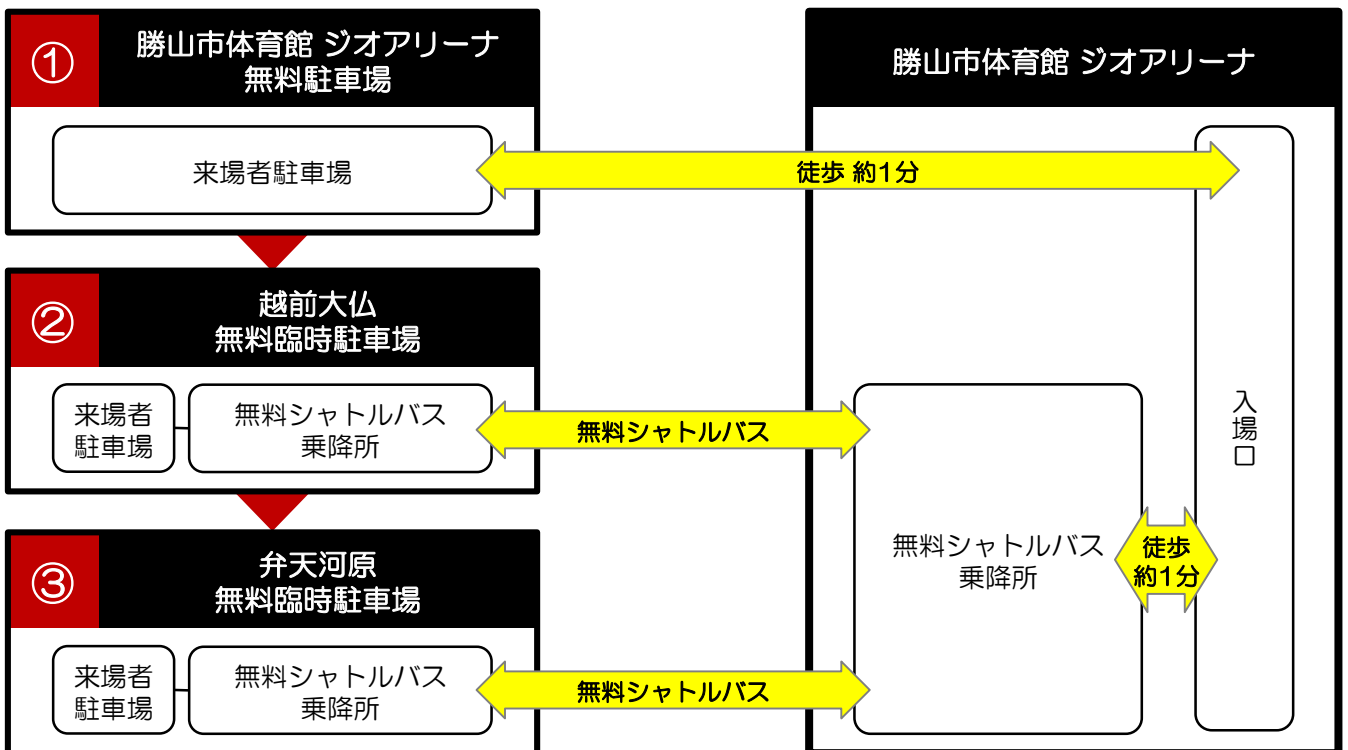 ①
勝山市体育館 ジオアリーナ
無料駐車場
来場者駐車場
徒歩 約1分
②
越前大仏
無料臨時駐車場
来場者
駐車場
無料シャトルバス
乗降所
無料シャトルバス
③
弁天河原
無料臨時駐車場
来場者
駐車場
無料シャトルバス
乗降所
無料シャトルバス
勝山市体育館 ジオアリーナ
無料シャトルバス
乗降所
徒歩
約1分
入場口